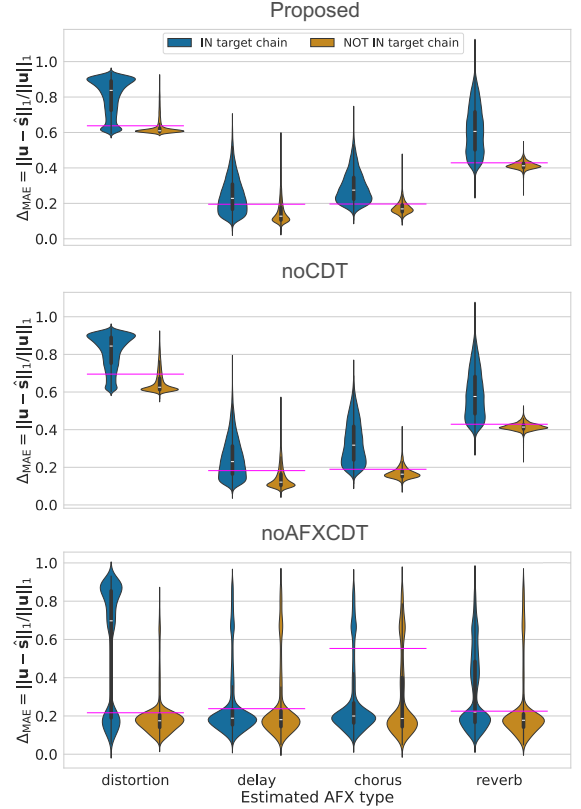 Proposed
IN target chain
NOT IN target chain
1.0
0.8
0.6
0.4
0.2
0.0
Δ_MAE = ||u − ŝ||₁/||u||₁
noCDT
1.0
0.8
0.6
0.4
0.2
0.0
Δ_MAE = ||u − ŝ||₁/||u||₁
noAFXCDT
1.0
0.8
0.6
0.4
0.2
0.0
Δ_MAE = ||u − ŝ||₁/||u||₁
distortion delay chorus reverb
Estimated AFX type